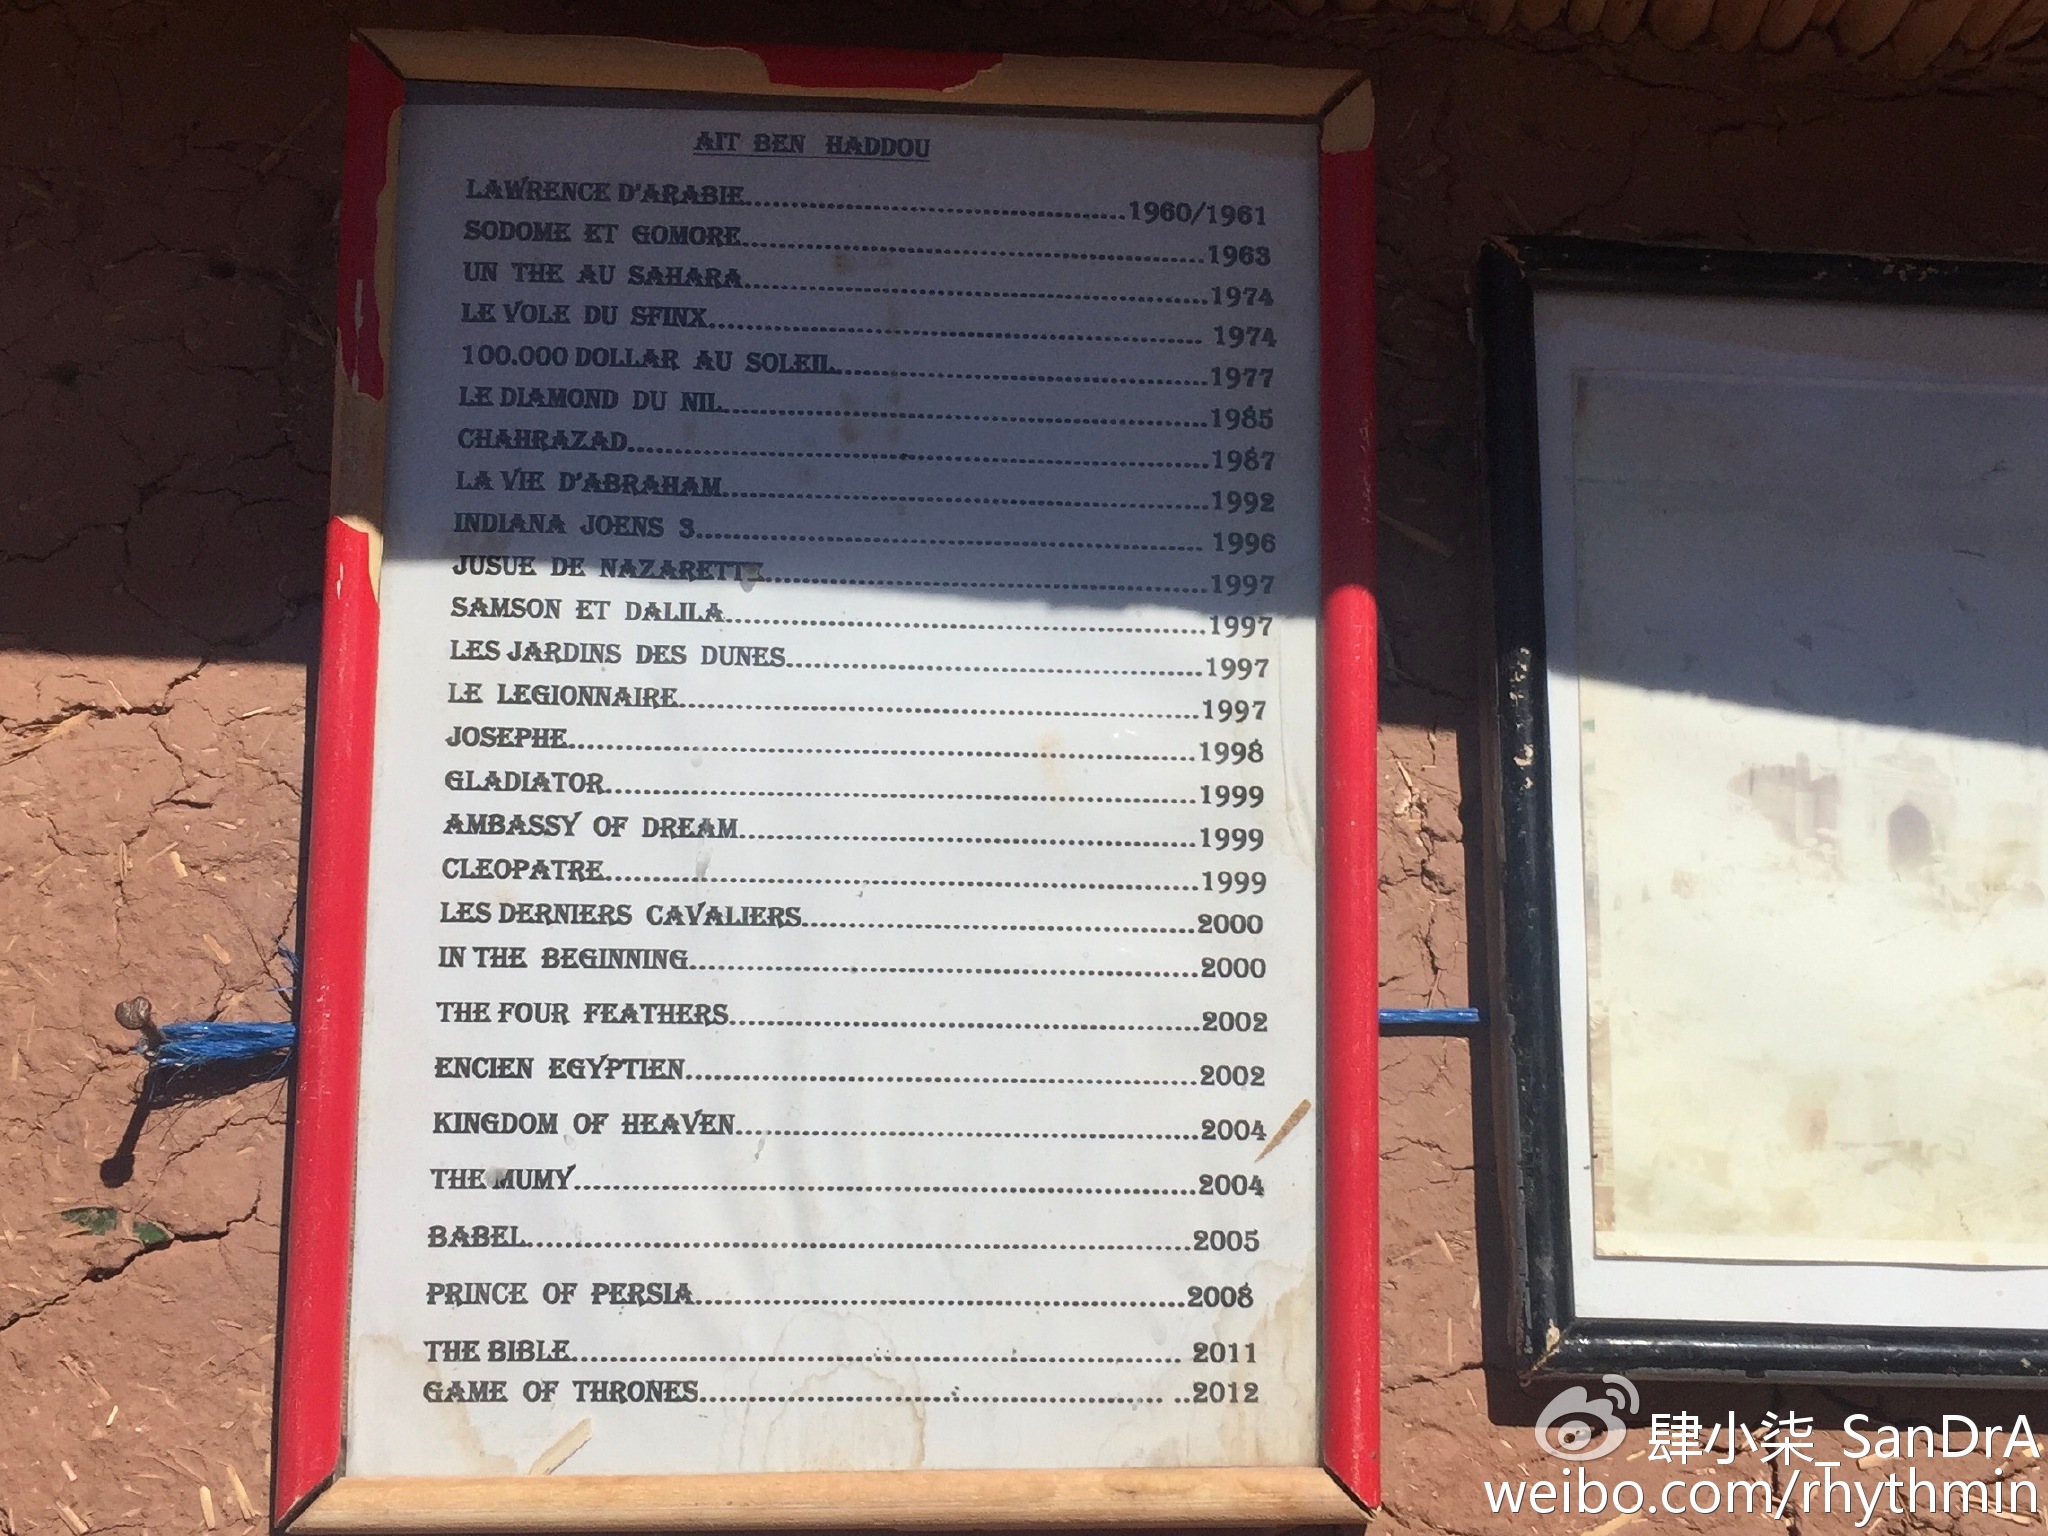 AIT BEN HADDOU
LAWRENCE D'ARABIE....................1960/1961
SODOME ET GOMORE....................1963
UN THE AU SAHARA....................1974
LE VOLE DU SFINX.................... 1974
100.000 DOLLAR AU SOLEIL....................1977
LE DIAMOND DU NIL....................1985
CHAHRAZAD....................1987
LA VIE D'ABRAHAM....................1992
INDIANA JOENS 3.................... 1996
JUSUE DE NAZARETTE....................1997
SAMSON ET DALILA....................1997
LES JARDINS DES DUNES....................1997
LE LEGIONNAIRE....................1997
JOSEPHE....................1998
GLADIATOR....................1999
AMBASSY OF DREAM....................1999
CLEOPATRE....................1999
LES DERNIERS CAVALIERS....................2000
IN THE BEGINNING....................2000
THE FOUR FEATHERS....................2002
ENCIEN EGYPTIEN....................2002
KINGDOM OF HEAVEN....................2004
THE MUMY....................2004
BABEL....................2005
PRINCE OF PERSIA....................2008
THE BIBLE.................... 2011
GAME OF THRONES.................... ..2012
肆小柒_SanDrA
weibo.com/rhythmin